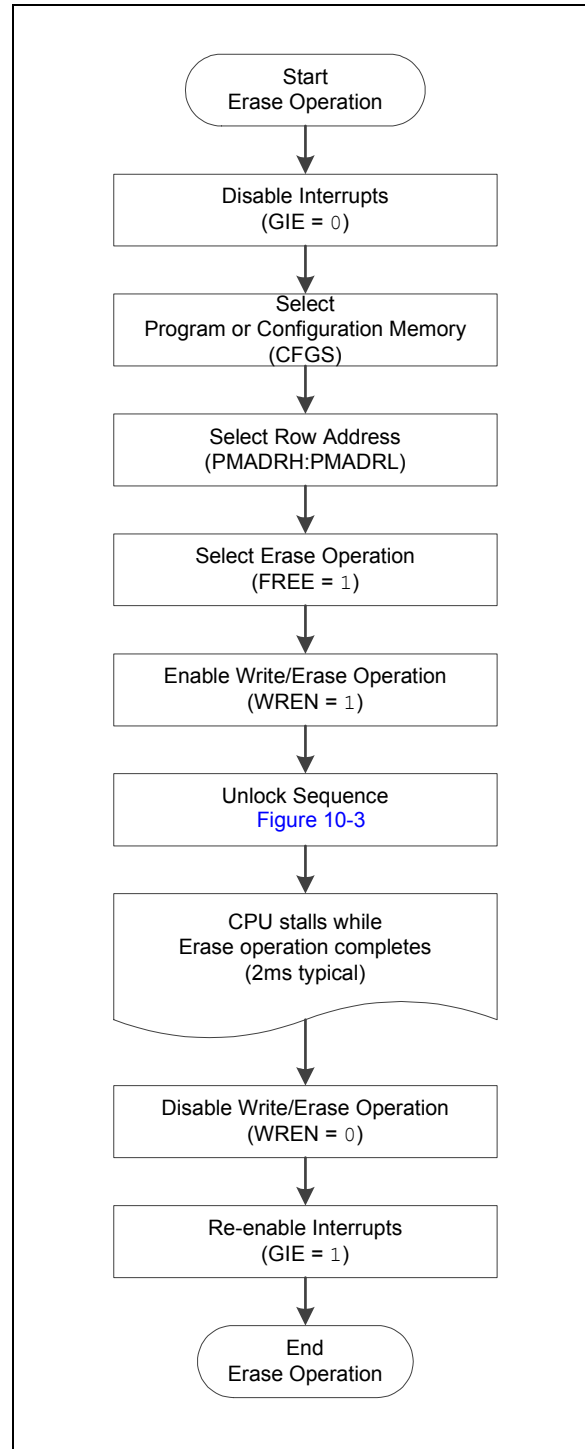 Start
Erase Operation
Disable Interrupts
(GIE = 0)
Select
Program or Configuration Memory
(CFGS)
Select Row Address
(PMADRH:PMADRL)
Select Erase Operation
(FREE = 1)
Enable Write/Erase Operation
(WREN = 1)
Unlock Sequence
Figure 10-3
CPU stalls while
Erase operation completes
(2ms typical)
Disable Write/Erase Operation
(WREN = 0)
Re-enable Interrupts
(GIE = 1)
End
Erase Operation